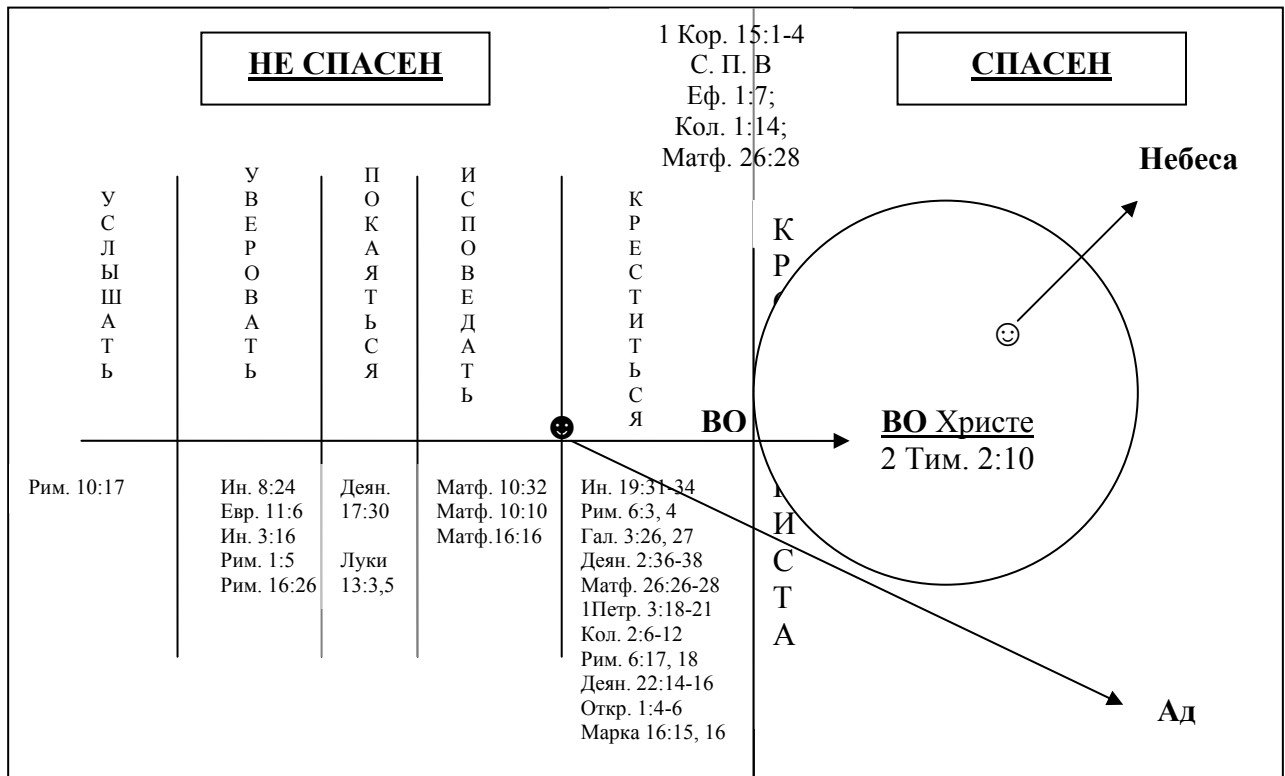 НЕ СПАСЕН
1 Кор. 15:1-4
С. П. В
Еф. 1:7;
Кол. 1:14;
Матф. 26:28
СПАСЕН
Небеса
УСЛЫШАТЬ
УВЕРОВАТЬ
ПОКАЯТЬСЯ
ИСПОВЕДАТЬ
КРЕСТИТЬСЯ
КР
ИСТА
ВО
ВО Христе
2 Тим. 2:10
Рим. 10:17
Ин. 8:24
Евр. 11:6
Ин. 3:16
Рим. 1:5
Рим. 16:26
Деян.
17:30
Луки
13:3,5
Матф. 10:32
Матф. 10:10
Матф.16:16
Ин. 19:31-34
Рим. 6:3, 4
Гал. 3:26, 27
Деян. 2:36-38
Матф. 26:26-28
1Петр. 3:18-21
Кол. 2:6-12
Рим. 6:17, 18
Деян. 22:14-16
Откр. 1:4-6
Марка 16:15, 16
Ад